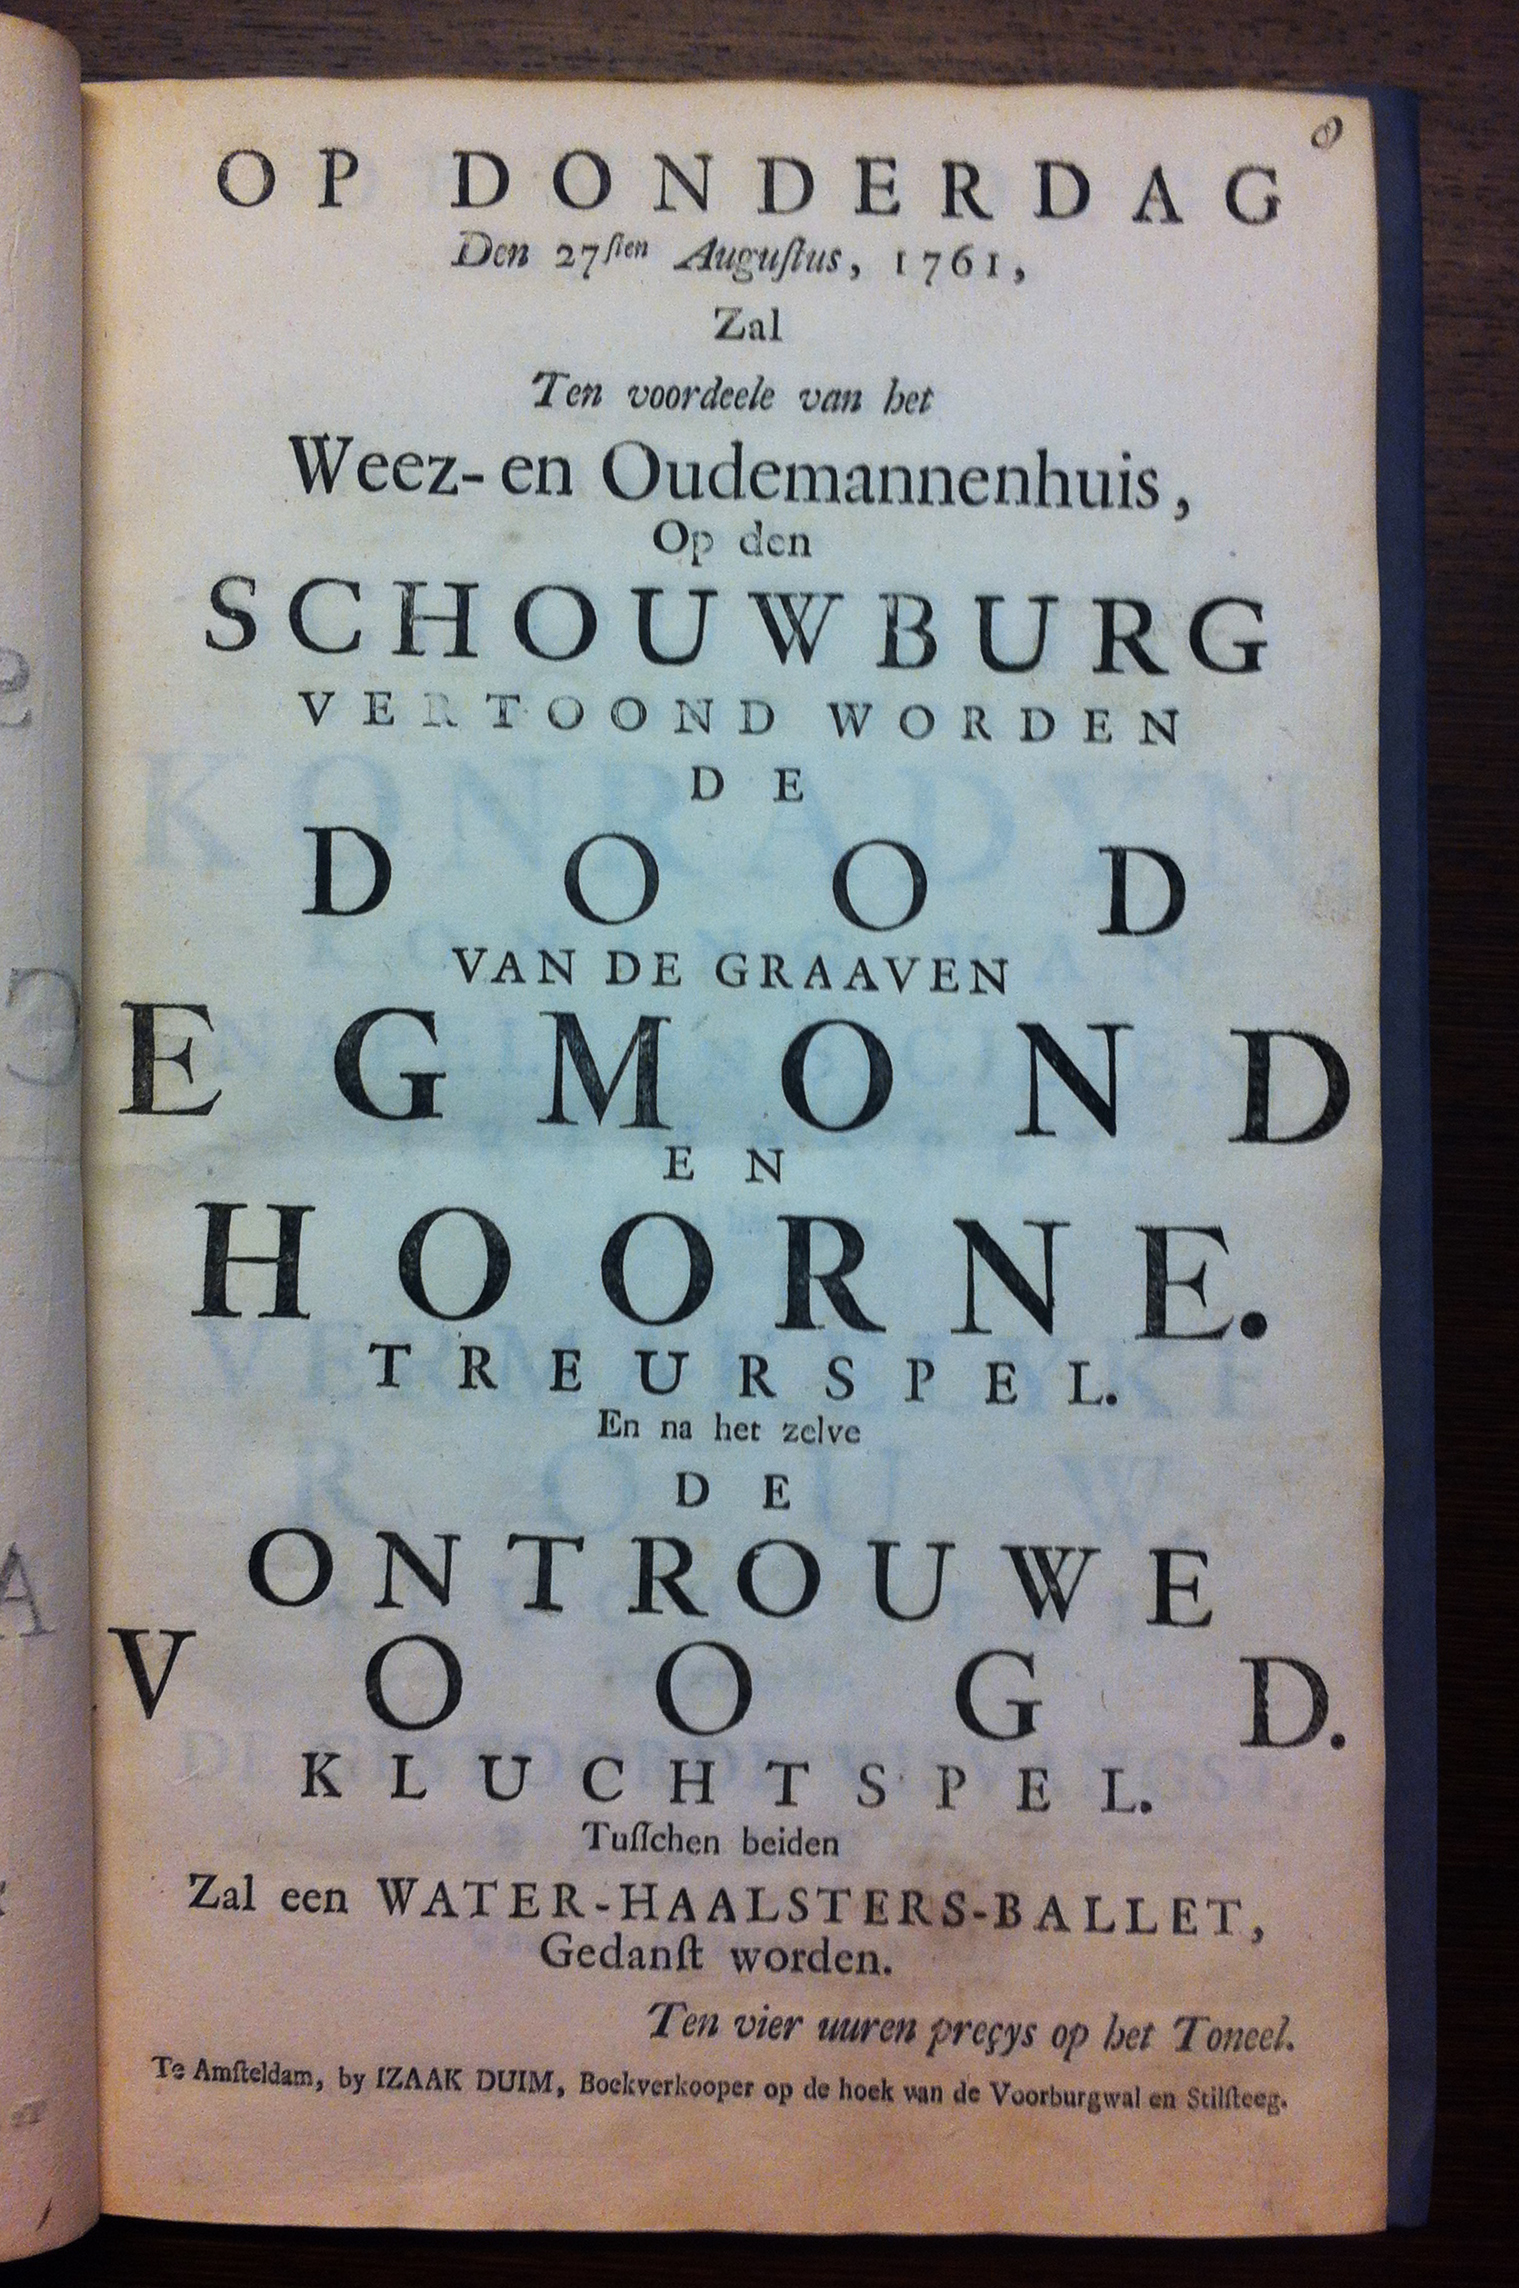 OP DONDERDAG
Den 27ſten Auguſtus, 1761,
Zal
Ten voordeele van het
Weez- en Oudemannenhuis,
Op den
SCHOUWBURG
VERTOOND WORDEN
DE
DOOD
VAN DE GRAAVEN
EGMOND
EN
HOORNE.
TREURSPEL.
En na het zelve
DE
ONTROUWE
VOOGD.
KLUCHTSPEL.
Tuſſchen beiden
Zal een WATER-HAALSTERS-BALLET,
Gedanſt worden.
Ten vier uuren preçys op het Toneel.
Te Amſteldam, by IZAAK DUIM, Boekverkooper op de hoek van de Voorburgwal en Stilſteeg.